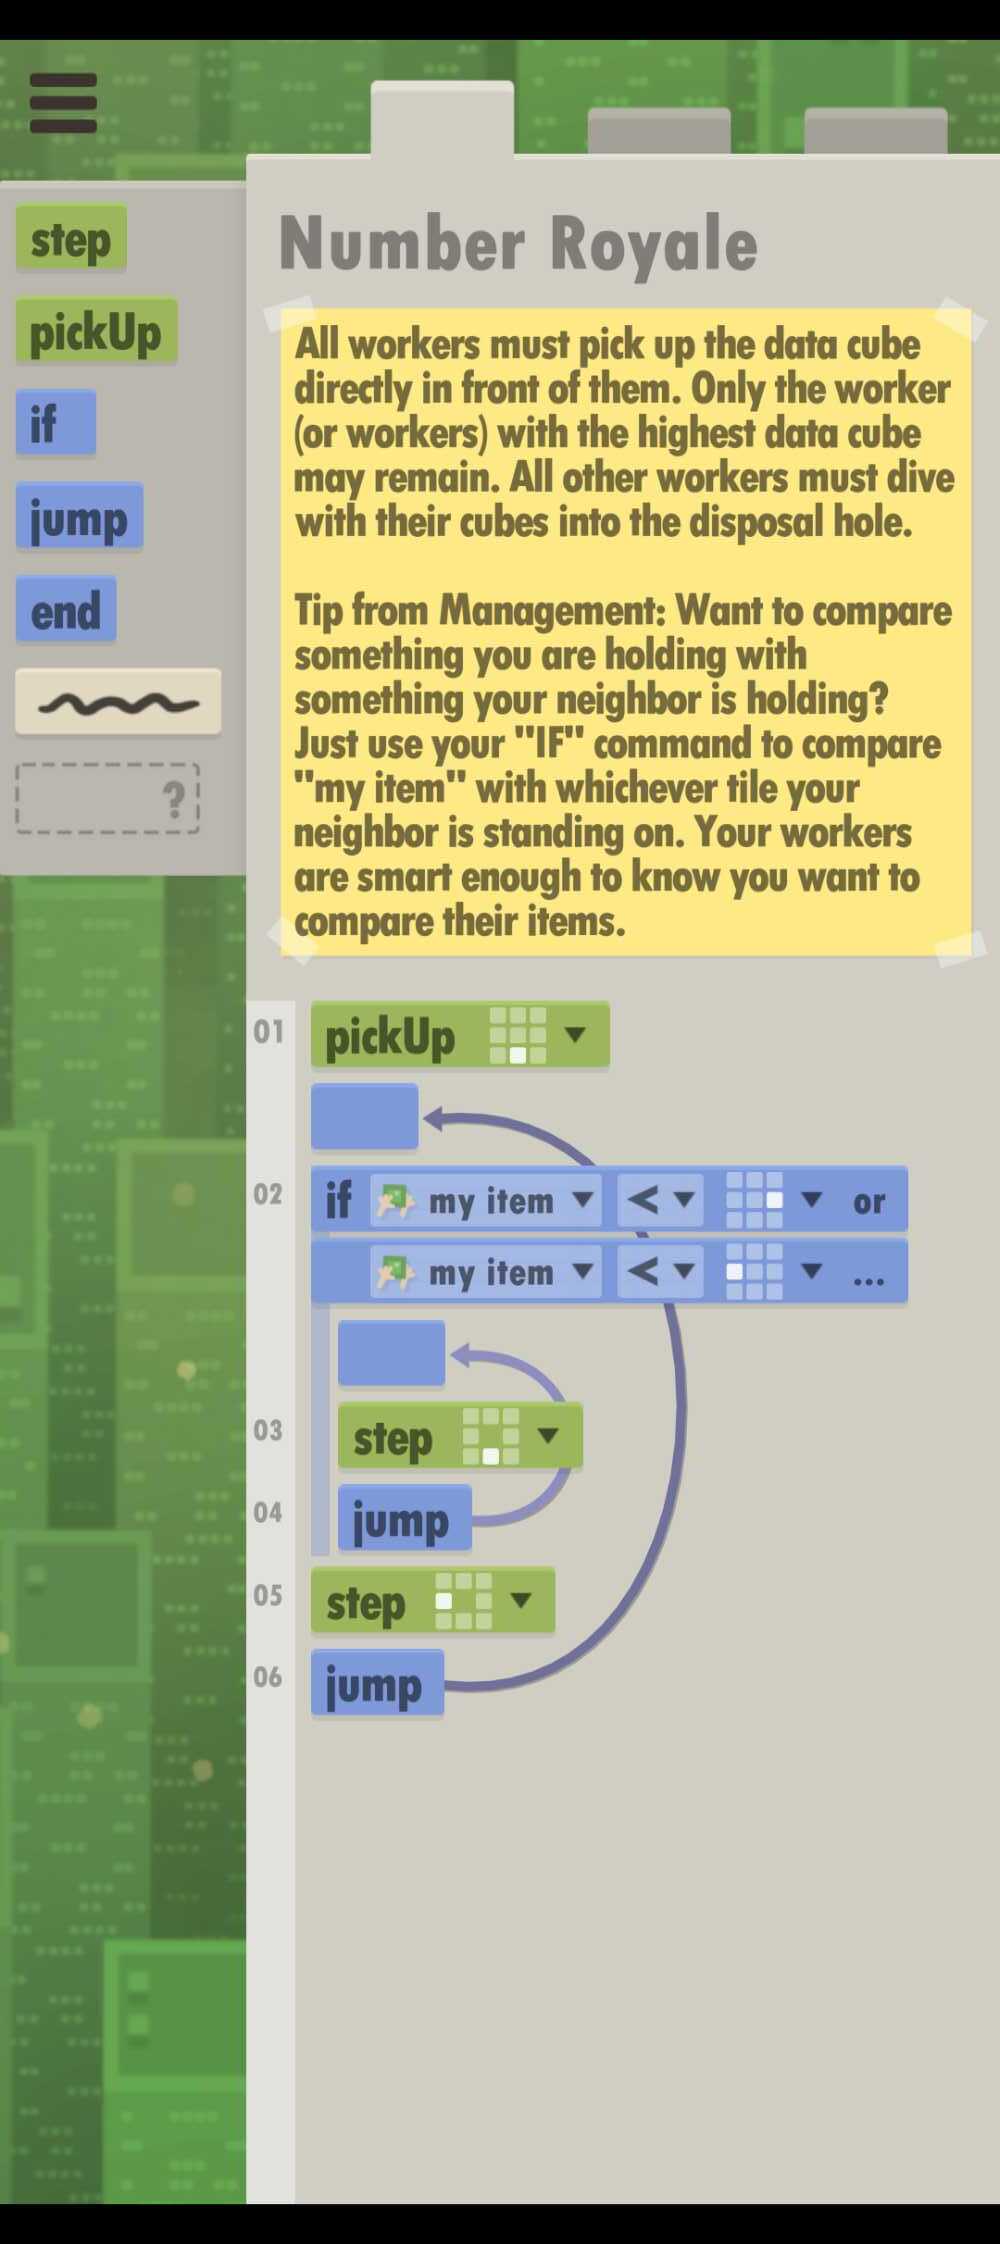 Number Royale
step
pickUp
if
jump
end
?
All workers must pick up the data cube
directly in front of them. Only the worker
(or workers) with the highest data cube
may remain. All other workers must dive
with their cubes into the disposal hole.
Tip from Management: Want to compare
something you are holding with
something your neighbor is holding?
Just use your "IF" command to compare
"my item" with whichever tile your
neighbor is standing on. Your workers
are smart enough to know you want to
compare their items.
01 pickUp
02 if my item < or
my item < ...
03 step
04 jump
05 step
06 jump